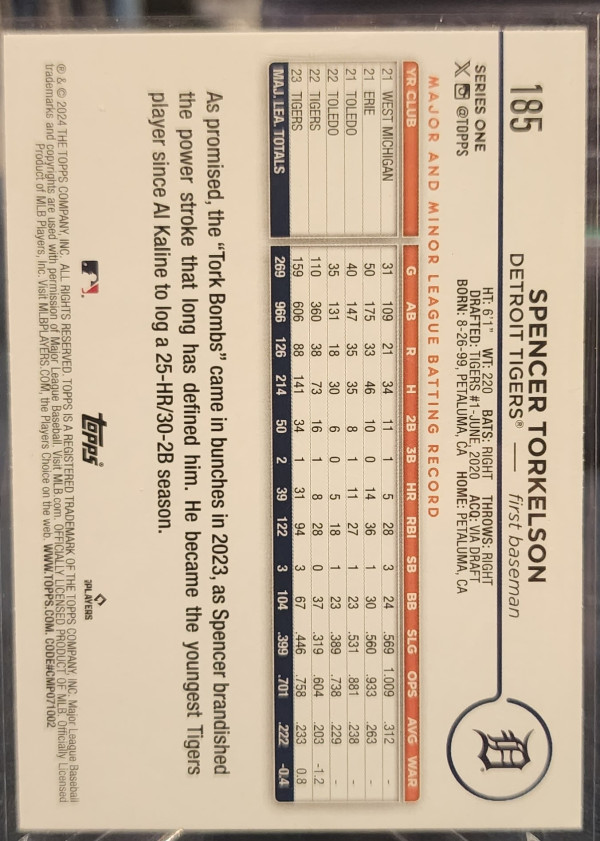 185
SPENCER TORKELSON
DETROIT TIGERS® — first baseman
SERIES ONE
@TOPPS
HT: 6'1" WT: 220 BATS: RIGHT THROWS: RIGHT
DRAFTED: TIGERS #1-JUNE, 2020 ACQ: VIA DRAFT
BORN: 8-26-99, PETALUMA, CA HOME: PETALUMA, CA
MAJOR AND MINOR LEAGUE BATTING RECORD
YR CLUB G AB R H 2B 3B HR RBI SB BB SLG OPS AVG WAR
21 WEST MICHIGAN 31 109 21 34 11 1 5 28 3 24 .569 1.009 .312 -
21 ERIE 50 175 33 46 10 0 14 36 1 30 .560 .933 .263 -
21 TOLEDO 40 147 35 35 8 1 11 27 1 23 .531 .881 .238 -
22 TOLEDO 35 131 18 30 6 0 5 18 1 23 .389 .738 .229 -
22 TIGERS 110 360 38 73 16 1 8 28 0 37 .319 .604 .203 -1.2
23 TIGERS 159 606 88 141 34 1 31 94 3 67 .446 .758 .233 0.8
MAJ. LEA. TOTALS 269 966 126 214 50 2 39 122 3 104 .399 .701 .222 -0.4
As promised, the "Tork Bombs" came in bunches in 2023, as Spencer brandished
the power stroke that long has defined him. He became the youngest Tigers
player since Al Kaline to log a 25-HR/30-2B season.
topps®
PLAYERS
® & © 2024 THE TOPPS COMPANY, INC. ALL RIGHTS RESERVED. TOPPS IS A REGISTERED TRADEMARK OF THE TOPPS COMPANY, INC. Major League Baseball
trademarks and copyrights are used with permission of Major League Baseball. Visit MLB.com. OFFICIALLY LICENSED PRODUCT OF MLB. Officially Licensed
Product of MLB Players, Inc. Visit MLBPLAYERS.COM, the Players Choice on the web. WWW.TOPPS.COM. CODE#CMP071002